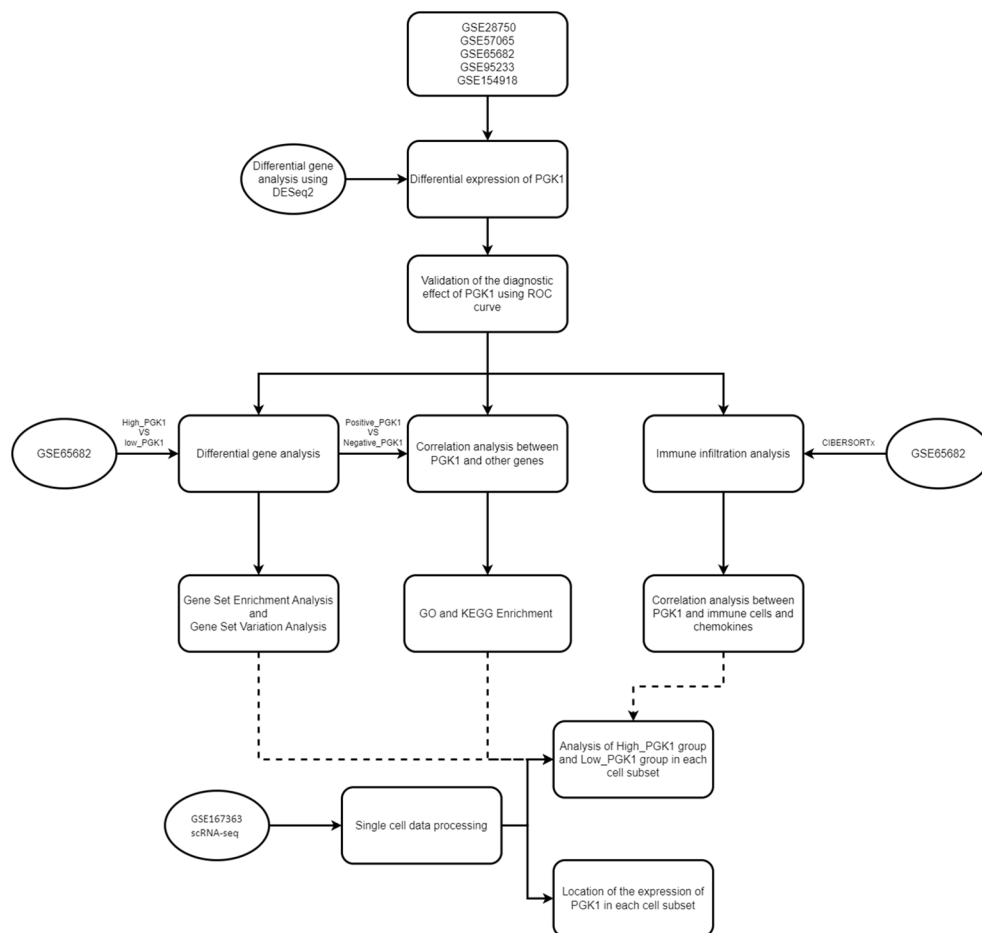 GSE28750
GSE57065
GSE65682
GSE95233
GSE154918
Differential gene
analysis using
DESeq2
Differential expression of PGK1
Validation of the diagnostic
effect of PGK1 using ROC
curve
GSE65682
High_PGK1
VS
low_PGK1
Differential gene analysis
Positive_PGK1
VS
Negative_PGK1
Correlation analysis between
PGK1 and other genes
Immune infiltration analysis
CIBERSORTx
GSE65682
Gene Set Enrichment Analysis
and
Gene Set Variation Analysis
GO and KEGG Enrichment
Correlation analysis between
PGK1 and immune cells and
chemokines
Analysis of High_PGK1 group
and Low_PGK1 group in each
cell subset
GSE167363
scRNA-seq
Single cell data processing
Location of the expression of
PGK1 in each cell subset